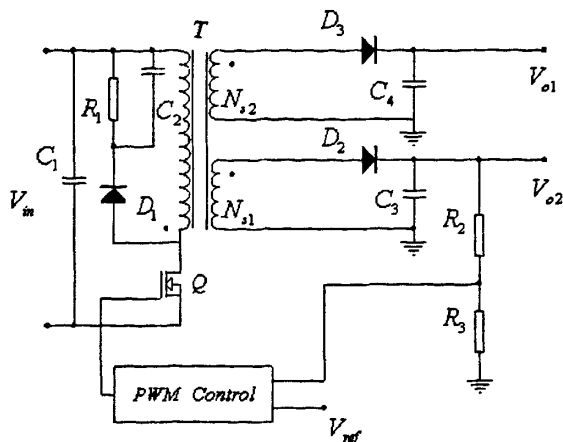 T
D3
Vo1
R1
C2
Ns2
C4
C1
D2
Vin
D1
Ns1
C3
Vo2
R2
Q
R3
PWM Control
Vref